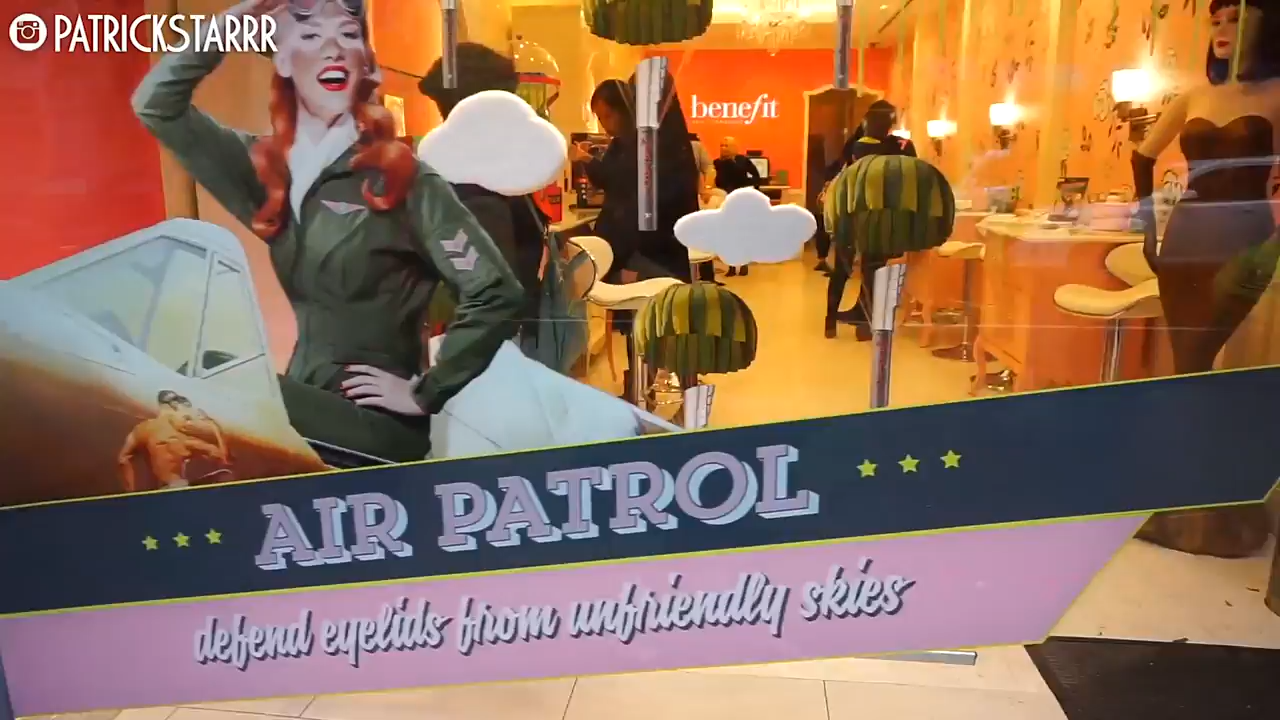 PATRICKSTARRR
benefit
AIR PATROL
defend eyelids from unfriendly skies